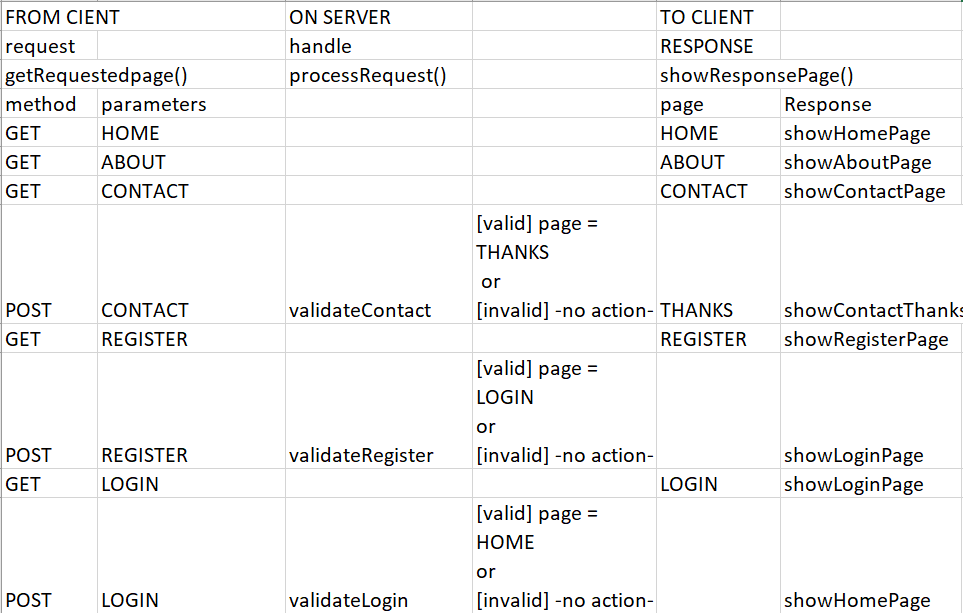 FROM CIENT ON SERVER TO CLIENT
request handle RESPONSE
getRequestedpage() processRequest() showResponsePage()
method parameters page Response
GET HOME HOME showHomePage
GET ABOUT ABOUT showAboutPage
GET CONTACT CONTACT showContactPage
[valid] page =
THANKS
or
POST CONTACT validateContact [invalid] -no action- THANKS showContactThanks
GET REGISTER REGISTER showRegisterPage
[valid] page =
LOGIN
or
POST REGISTER validateRegister [invalid] -no action- showLoginPage
GET LOGIN LOGIN showLoginPage
[valid] page =
HOME
or
POST LOGIN validateLogin [invalid] -no action- showHomePage